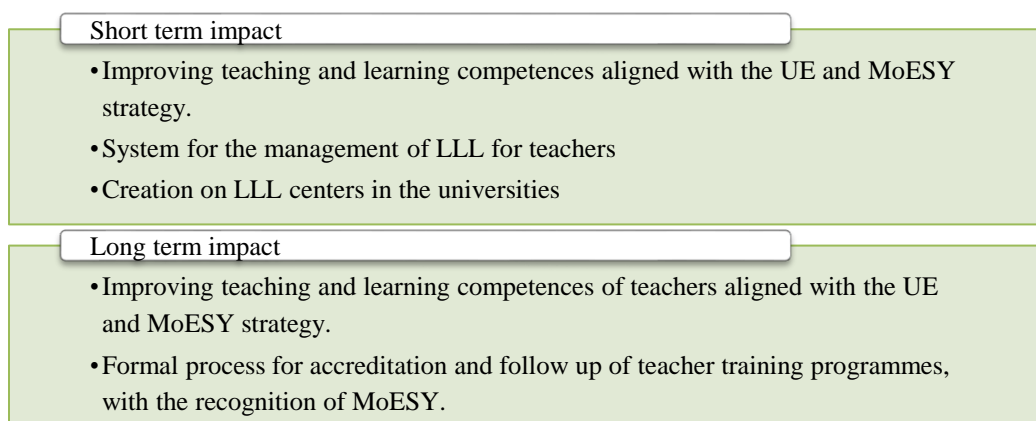 Short term impact
•Improving teaching and learning competences aligned with the UE and MoESY
strategy.
•System for the management of LLL for teachers
•Creation on LLL centers in the universities
Long term impact
•Improving teaching and learning competences of teachers aligned with the UE
and MoESY strategy.
•Formal process for accreditation and follow up of teacher training programmes,
with the recognition of MoESY.